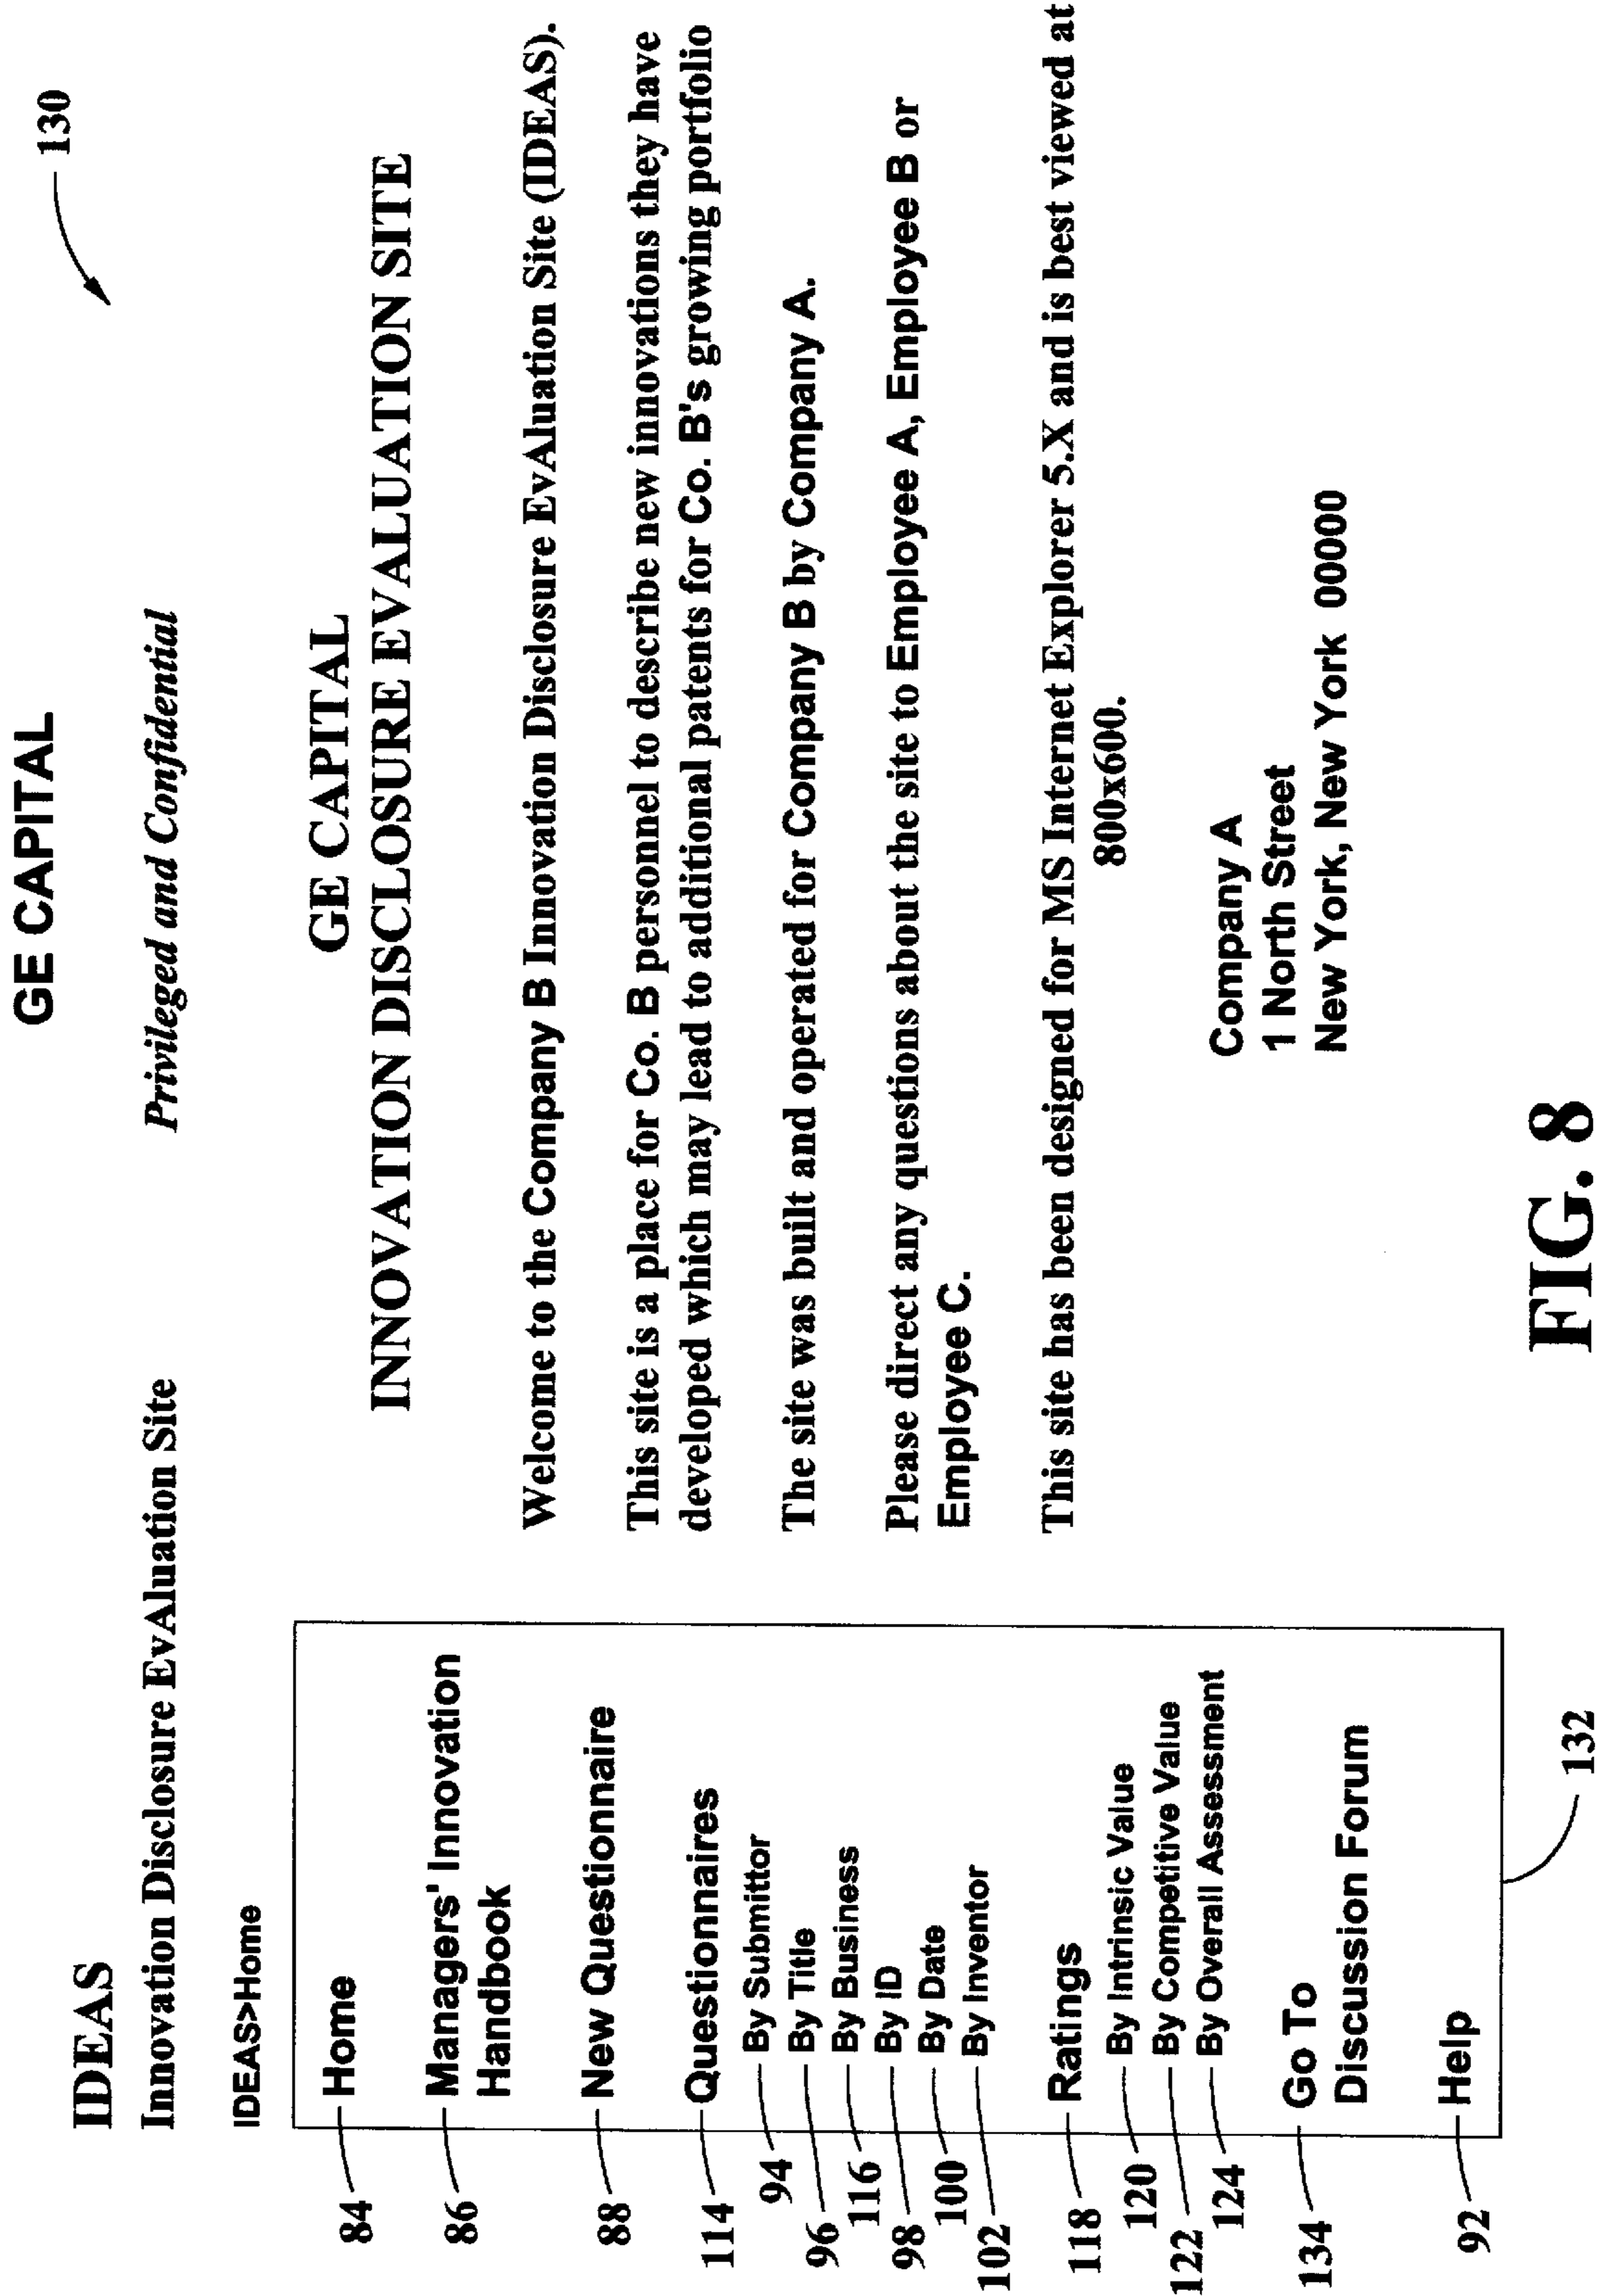 GE CAPITAL
130
IDEAS
Innovation Disclosure EvAluation Site
Privileged and Confidential
IDEAS>Home
84
Home
86
Managers' Innovation
Handbook
88
New Questionnaire
114
Questionnaires
94
By Submittor
96
By Title
116
By Business
98
By ID
100
By Date
102
By Inventor
118
Ratings
120
By Intrinsic Value
122
By Competitive Value
124
By Overall Assessment
134
Go To
Discussion Forum
92
Help
132
GE CAPITAL
INNOVATION DISCLOSURE EVALUATION SITE
Welcome to the Company B Innovation Disclosure EvAluation Site (IDEAS).
This site is a place for Co. B personnel to describe new innovations they have
developed which may lead to additional patents for Co. B's growing portfolio
The site was built and operated for Company B by Company A.
Please direct any questions about the site to Employee A, Employee B or
Employee C.
This site has been designed for MS Internet Explorer 5.X and is best viewed at
800x600.
Company A
1 North Street
New York, New York 00000
FIG. 8